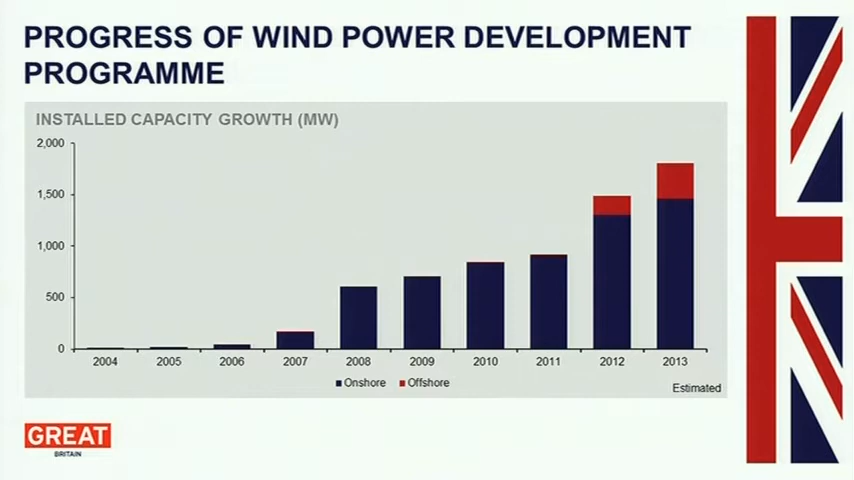 PROGRESS OF WIND POWER DEVELOPMENT
PROGRAMME
INSTALLED CAPACITY GROWTH (MW)
2,000
1,500
1,000
500
0
2004 2005 2006 2007 2008 2009 2010 2011 2012 2013
Onshore Offshore
Estimated
GREAT
BRITAIN